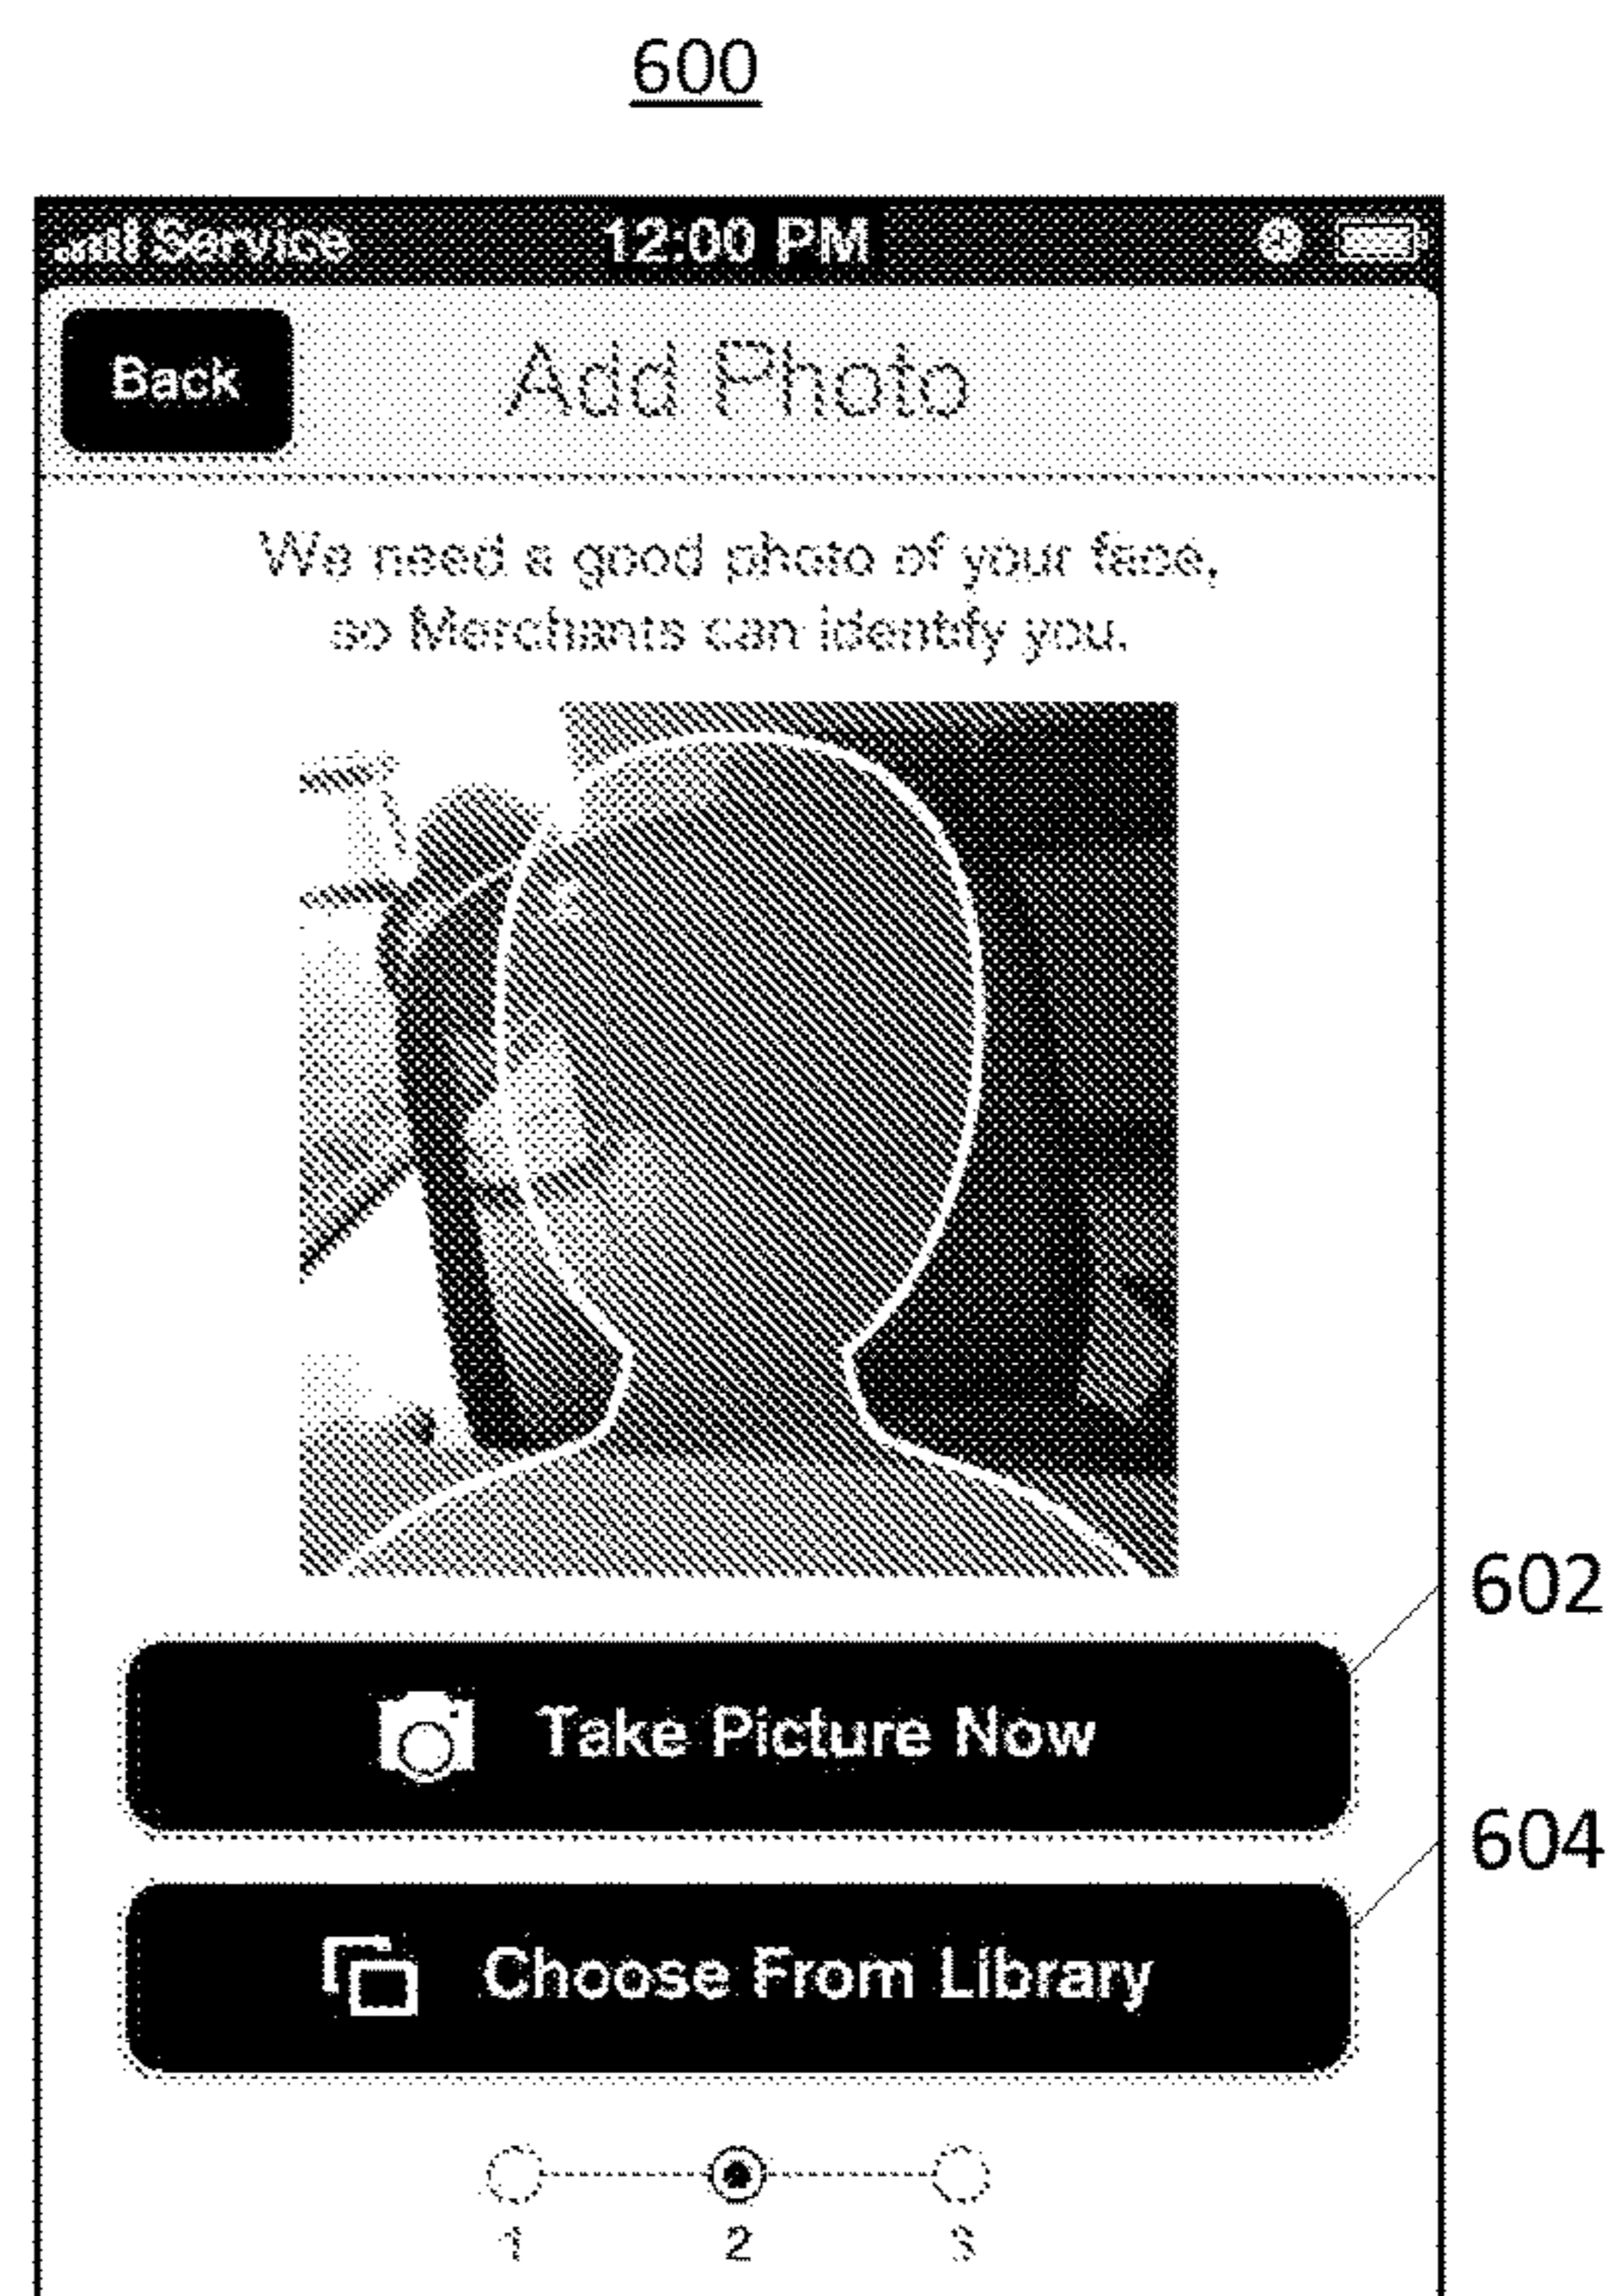 600
Service 12:00 PM
Back Add Photo
We need a good photo of your face,
so Merchants can identify you.
602
Take Picture Now
604
Choose From Library
1 2 3